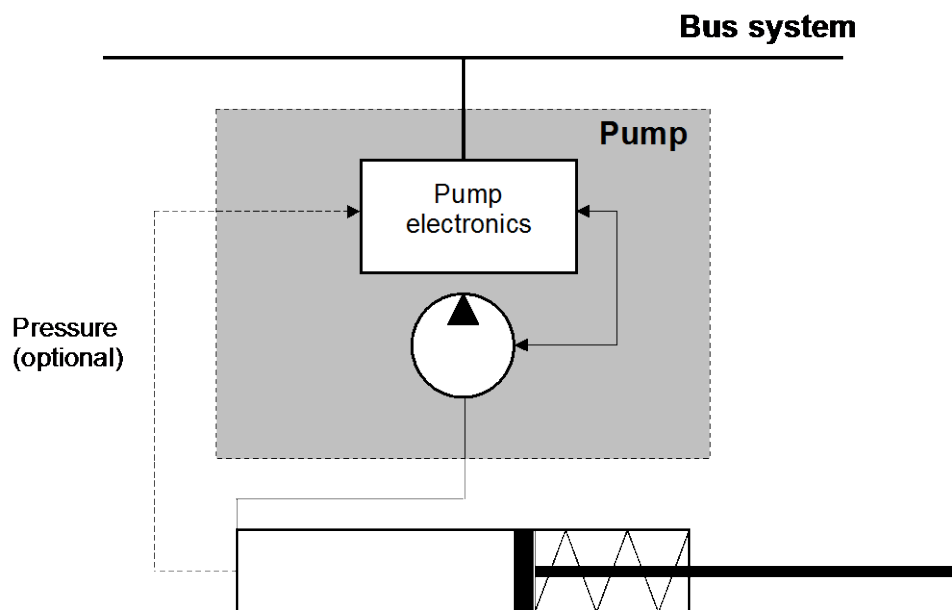 Bus system
Pump
Pump
electronics
Pressure
(optional)